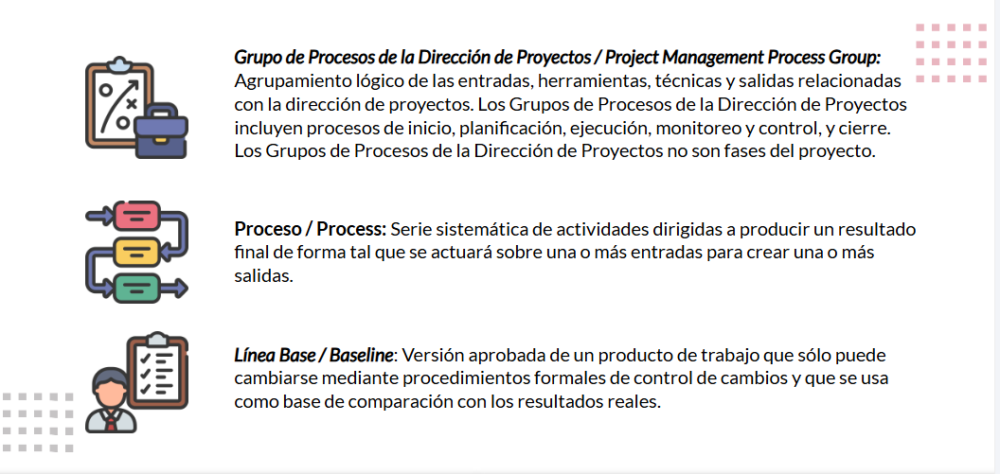 Grupo de Procesos de la Dirección de Proyectos / Project Management Process Group:
Agrupamiento lógico de las entradas, herramientas, técnicas y salidas relacionadas
con la dirección de proyectos. Los Grupos de Procesos de la Dirección de Proyectos
incluyen procesos de inicio, planificación, ejecución, monitoreo y control, y cierre.
Los Grupos de Procesos de la Dirección de Proyectos no son fases del proyecto.
Proceso / Process: Serie sistemática de actividades dirigidas a producir un resultado
final de forma tal que se actuará sobre una o más entradas para crear una o más
salidas.
Línea Base / Baseline: Versión aprobada de un producto de trabajo que sólo puede
cambiarse mediante procedimientos formales de control de cambios y que se usa
como base de comparación con los resultados reales.